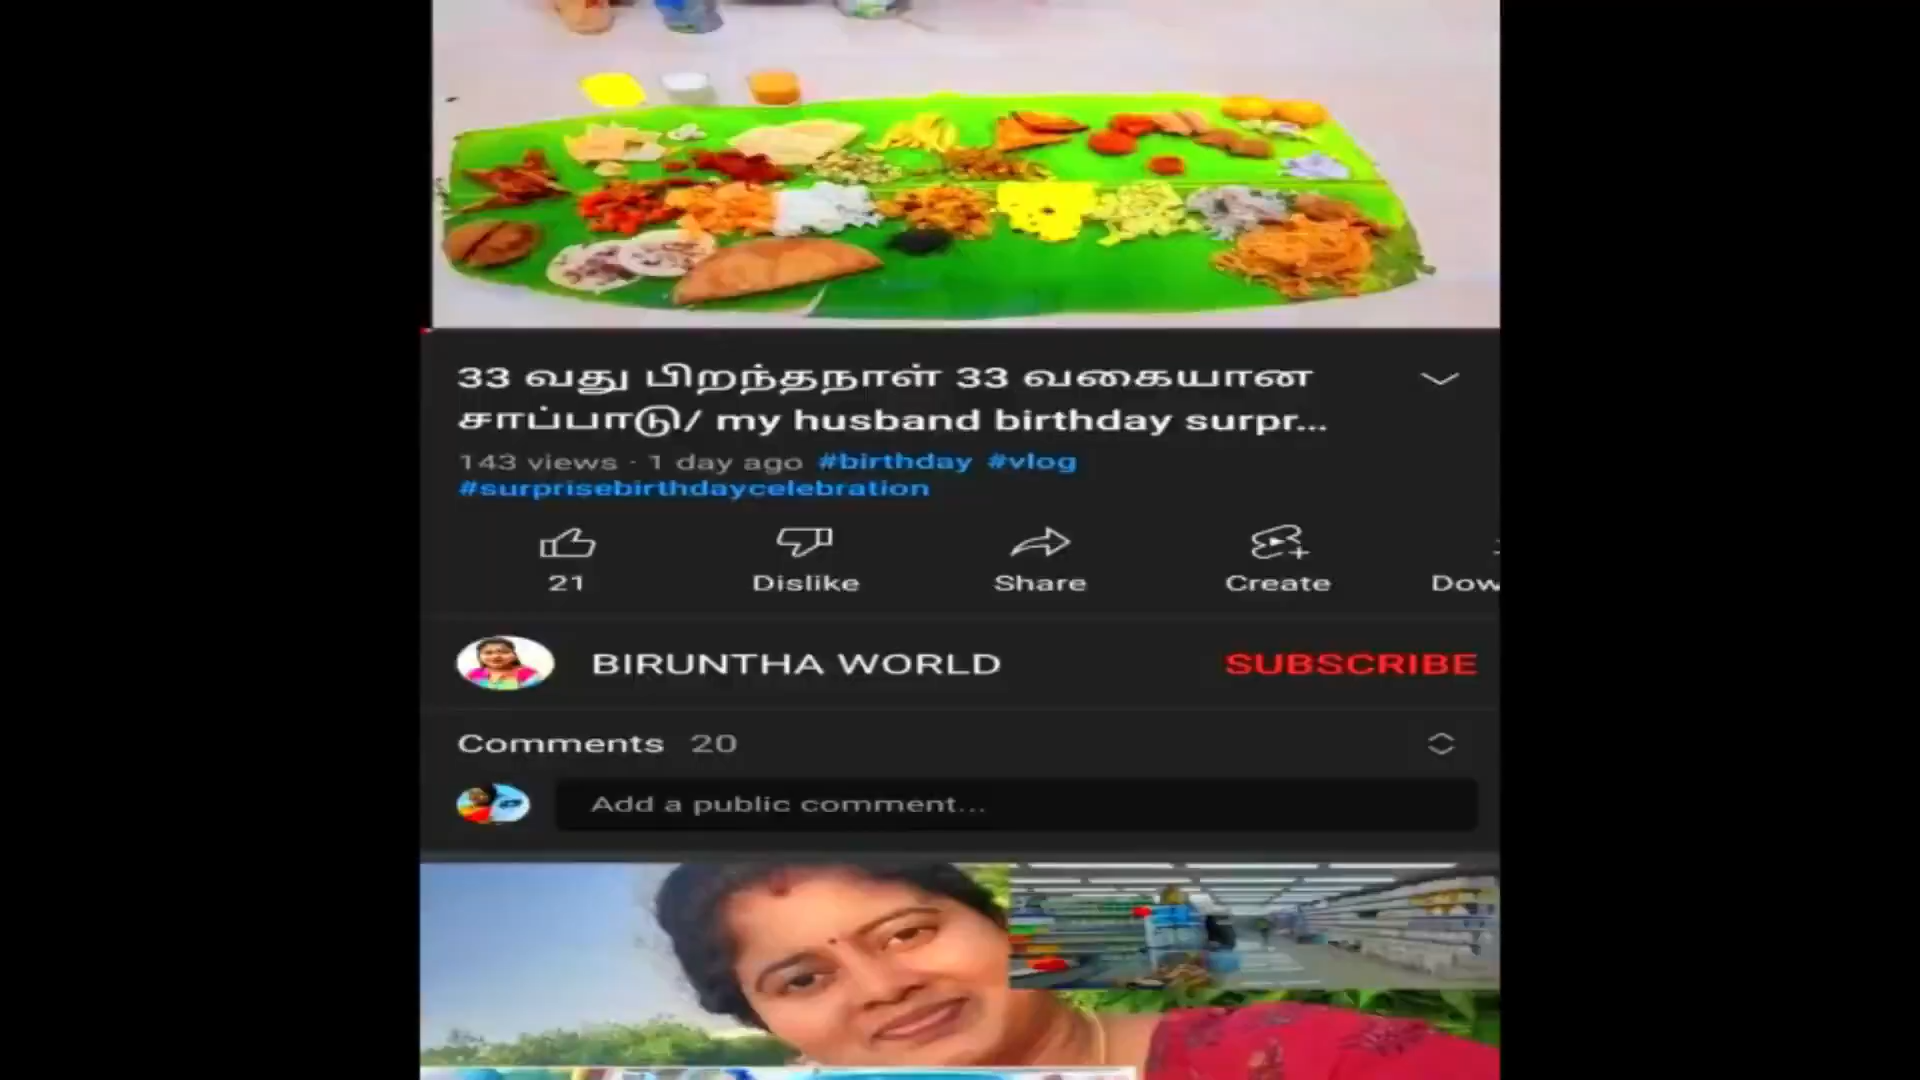 33 வது பிறந்தநாள் 33 வகையான
சாப்பாடு/ my husband birthday surpr...
143 views · 1 day ago #birthday #vlog
#surprisebirthdaycelebration
21
Dislike
Share
Create
Dow
BIRUNTHA WORLD
SUBSCRIBE
Comments 20
Add a public comment...